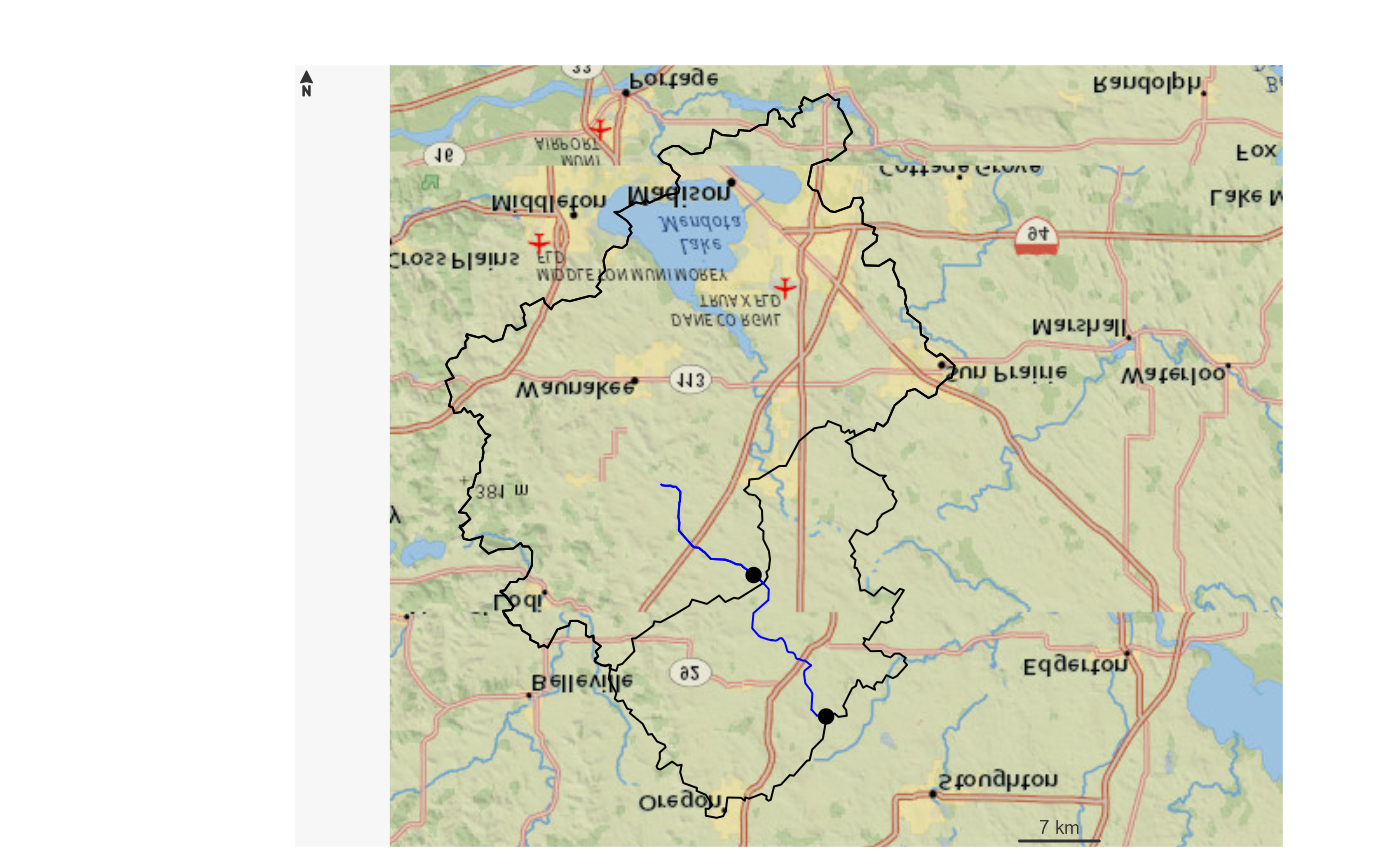 N
33
Portage
Randolph
Ba
AIRPORT
MUNI
16
Fox
Cottage Grove
Madison
Middleton
Lake M
Mendota
Lake
94
Cross Plains
FLD
MIDDLETON MUNI MOREY
TRUAX FLD
DANE CO RGNL
Marshall
Sun Prairie
Waterloo
Waunakee
113
381 m
y
Lodi
92
Edgerton
Belleville
Stoughton
Oregon
7 km